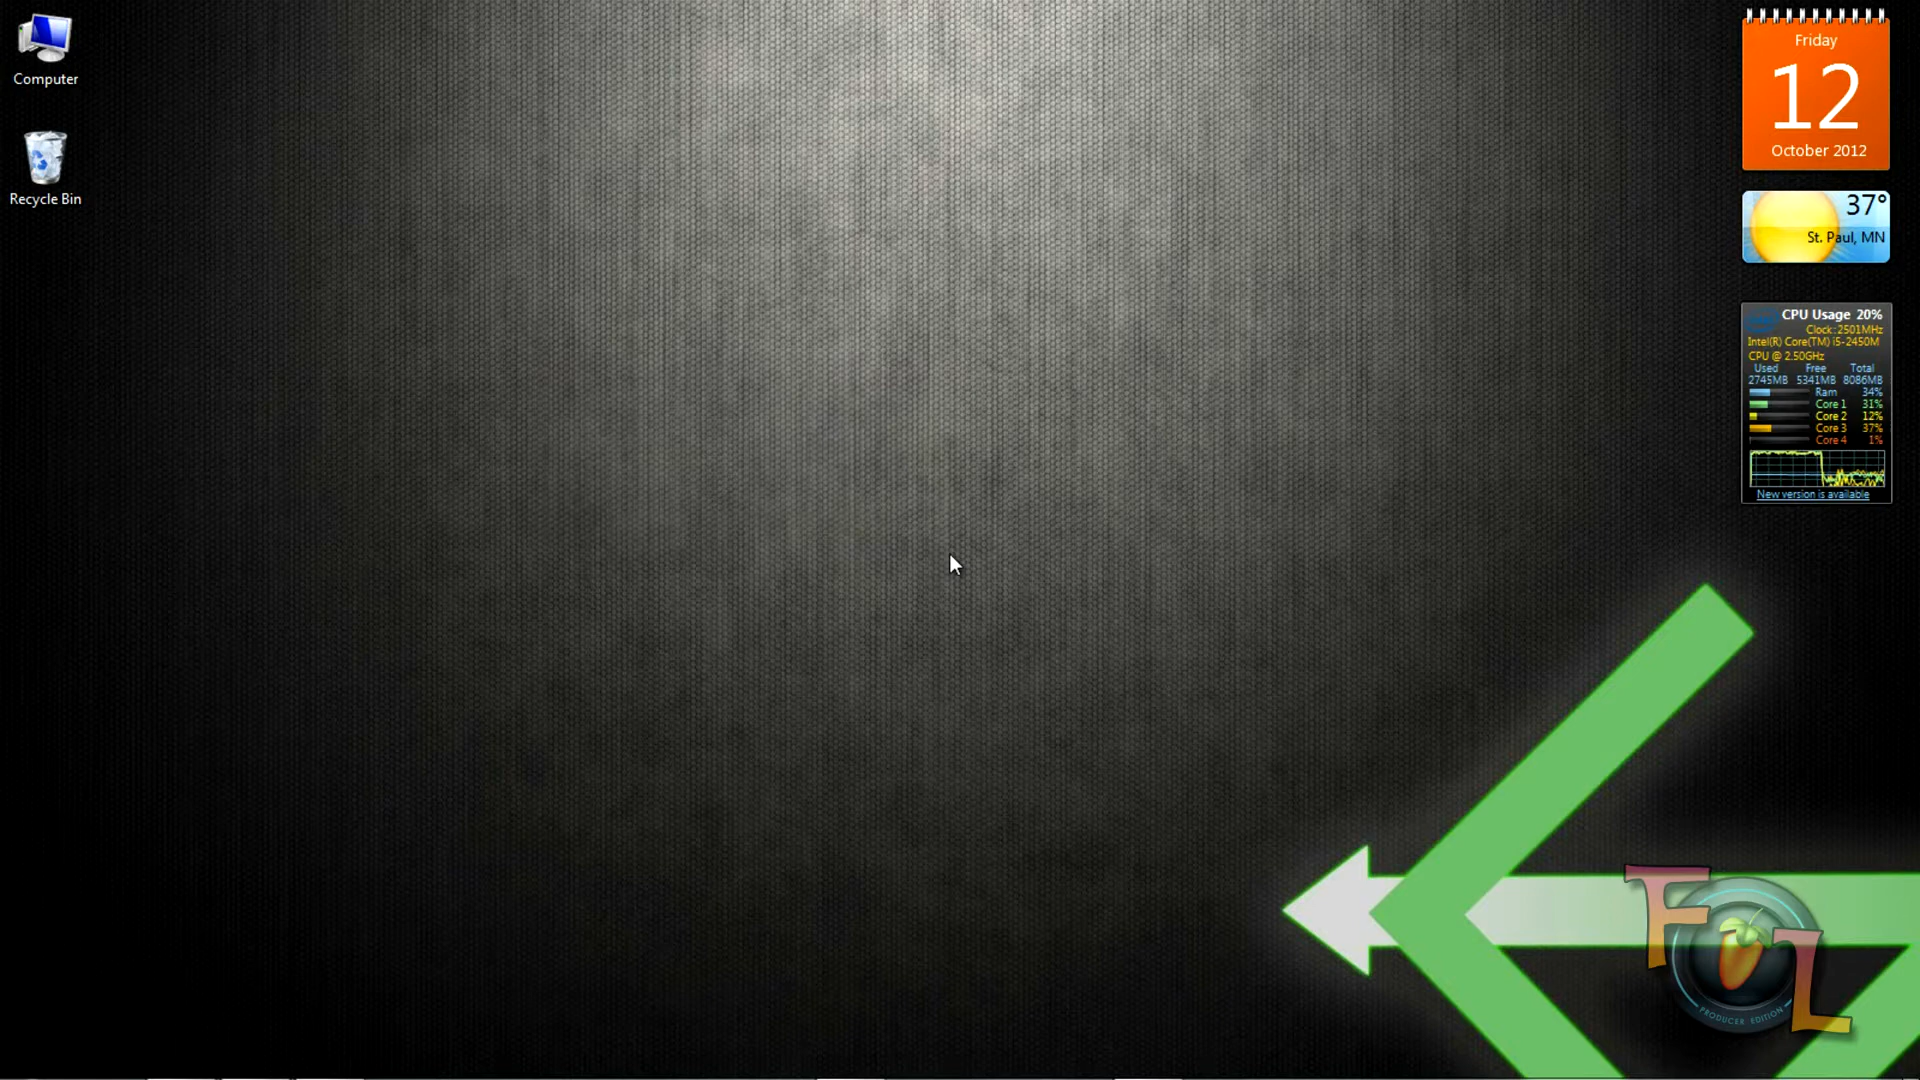 Computer
Recycle Bin
Friday
12
October 2012
37°
St. Paul, MN
CPU Usage 20%
Clock: 2501MHz
Intel(R) Core(TM) i5-2450M
CPU @ 2.50GHz
Used Free Total
2745MB 5341MB 8086MB
Ram 34%
Core 1 31%
Core 2 12%
Core 3 37%
Core 4 1%
New version is available
F L
PRODUCER EDITION